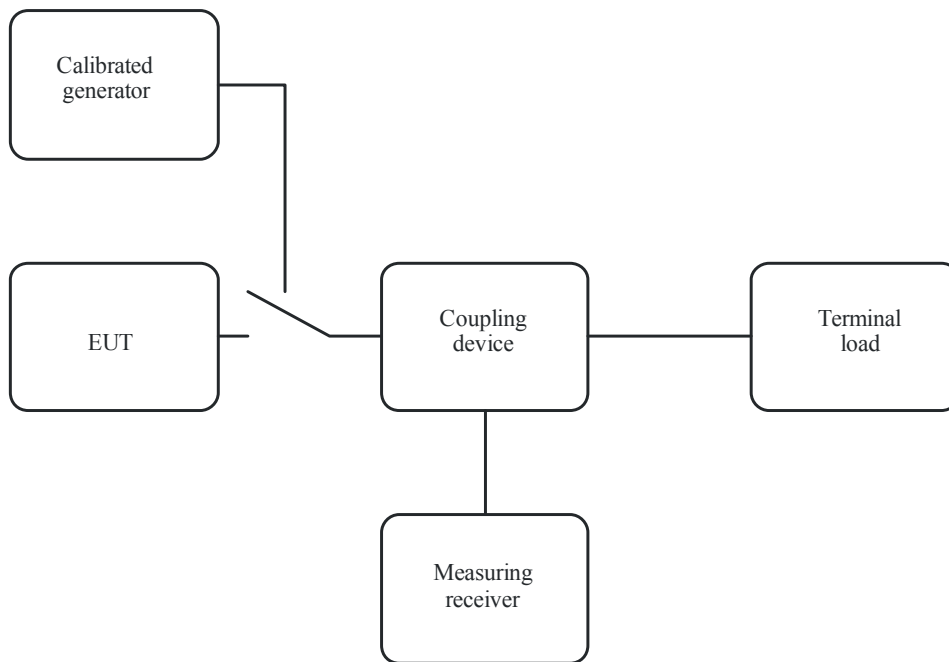 Calibrated
generator
EUT
Coupling
device
Terminal
load
Measuring
receiver